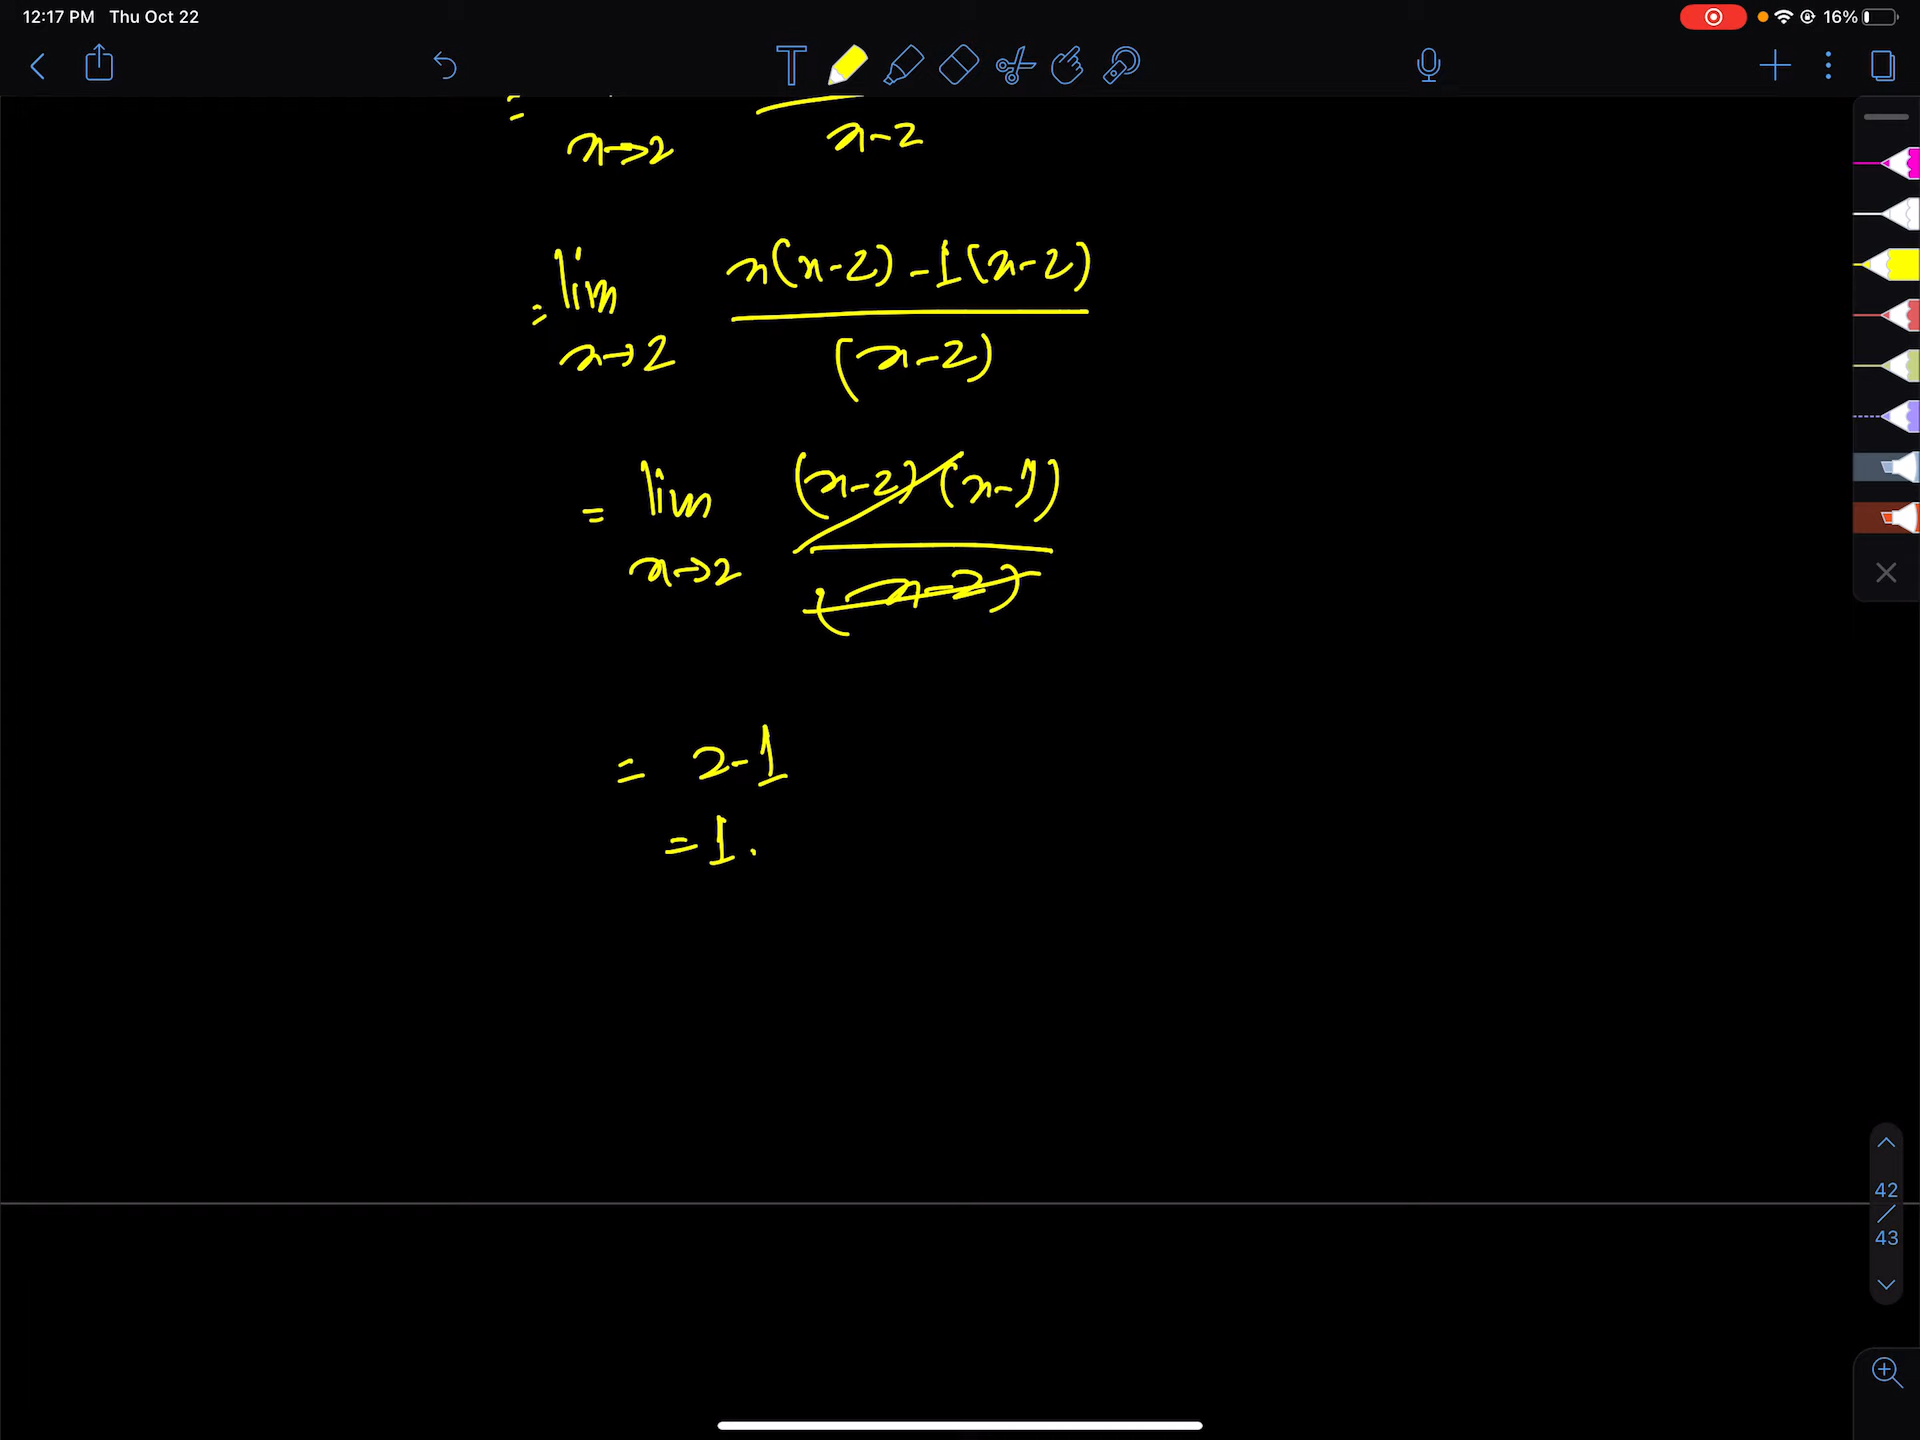 12:17 PM Thu Oct 22 16%
T
=
x→2 x-2
= lim x(x-2) -1(x-2)
x→2 (x-2)
= lim (x-2)(x-1)
x→2 (x-2)
= 2-1
= 1.
42
/
43